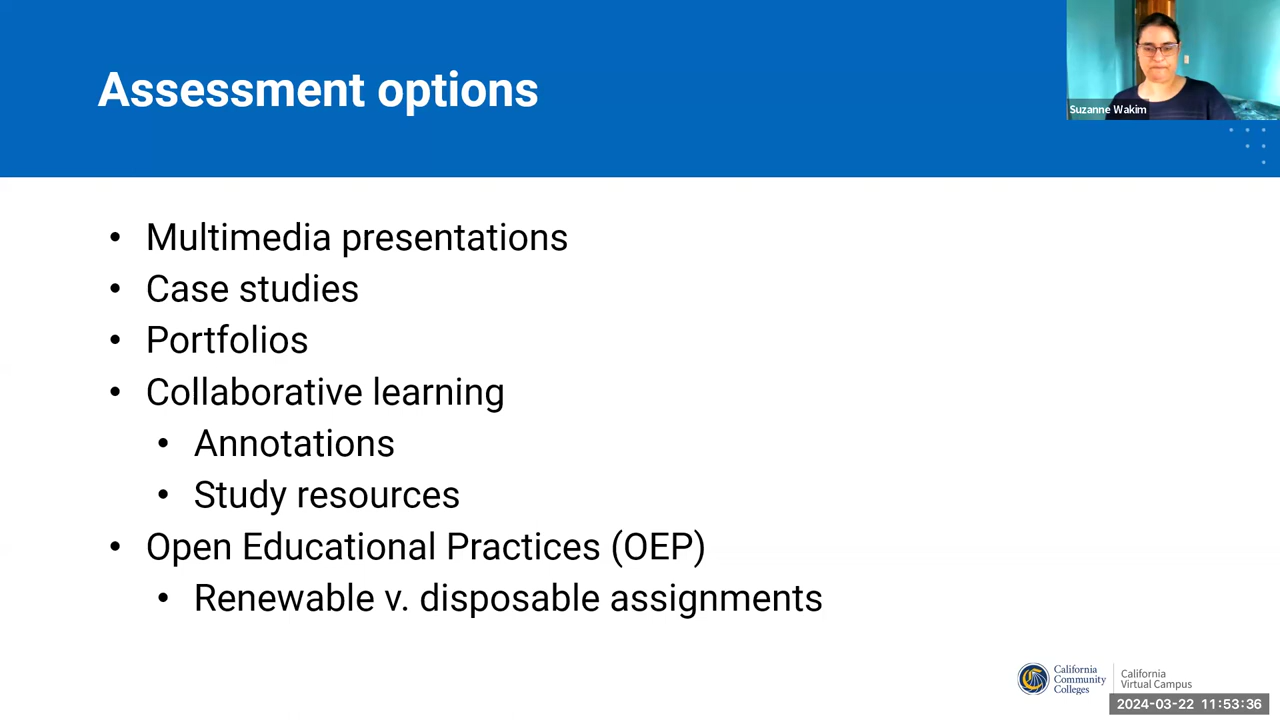 Assessment options
Suzanne Wakim
• Multimedia presentations
• Case studies
• Portfolios
• Collaborative learning
• Annotations
• Study resources
• Open Educational Practices (OEP)
• Renewable v. disposable assignments
California
Community
Colleges
California
Virtual Campus
2024-03-22 11:53:36